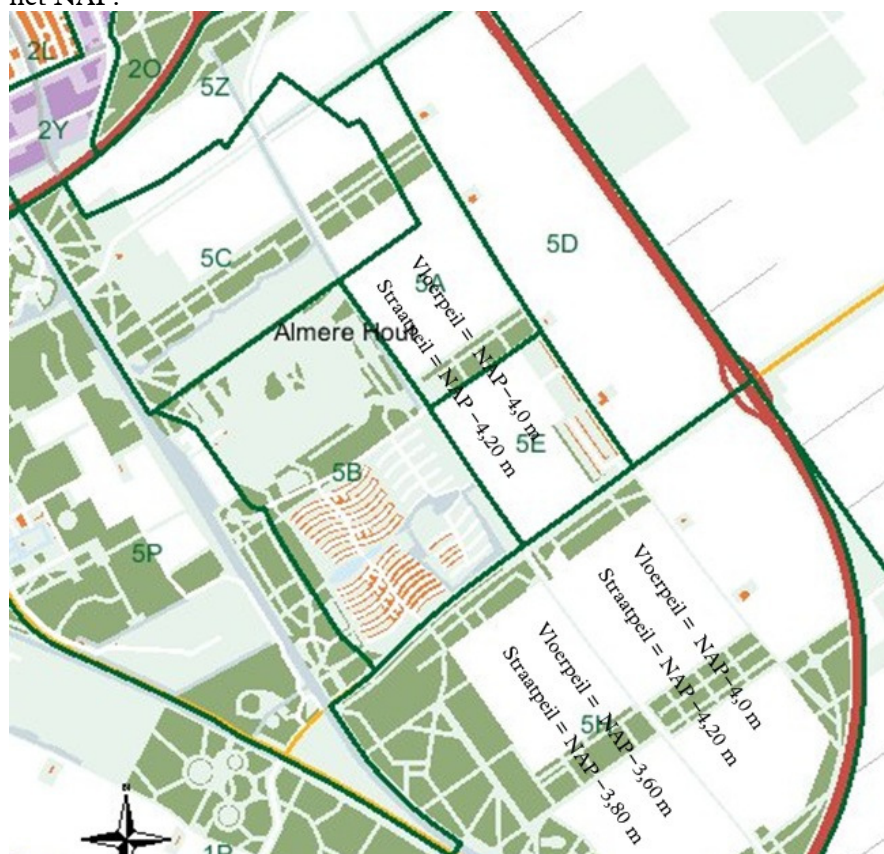 het NAP.
2L
2O
5Z
2Y
5D
5C
5A
Vloerpeil = NAP-4,0 m
Straatpeil = NAP -4,20 m
Almere Hout
5E
5B
5P
Vloerpeil = NAP-4,0 m
Straatpeil = NAP -4,20 m
Vloerpeil = NAP-3,60 m
Straatpeil = NAP -3,80 m
5H